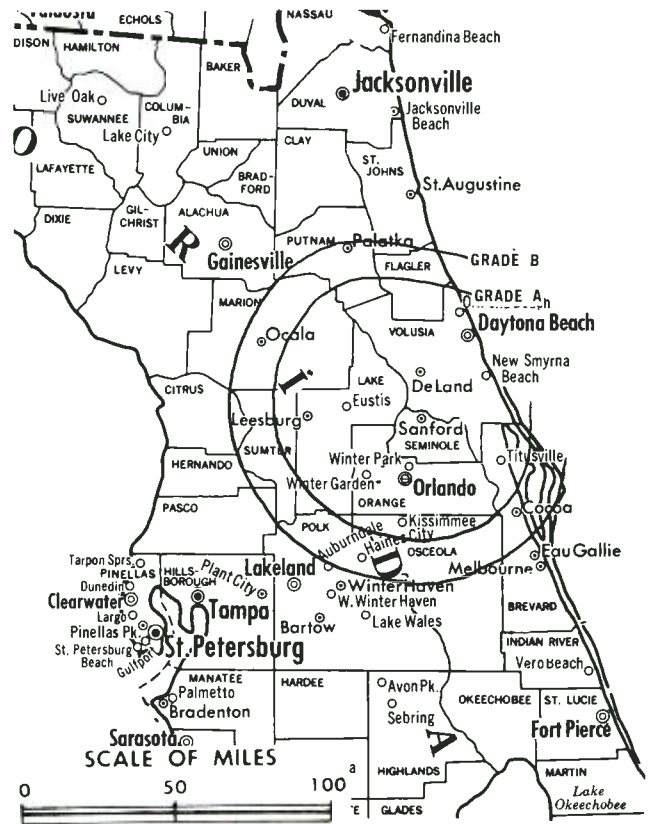 ECHOLS
NASSAU
Fernandina Beach
DISON
HAMILTON
BAKER
Jacksonville
Live Oak
SUWANNEE
COLUM-
BIA
DUVAL
Jacksonville
Beach
Lake City
O
UNION
CLAY
ST.
JOHNS
LAFAYETTE
BRAD-
FORD
St. Augustine
DIXIE
GIL-
CHRIST
ALACHUA
R
PUTNAM
Palatka
Gainesville
GRADE B
LEVY
FLAGLER
MARION
GRADE A
Daytona Beach
VOLUSIA
Ocala
I
New Smyrna
Beach
CITRUS
LAKE
DeLand
Eustis
Leesburg
Sanford
SEMINOLE
SUMTER
HERNANDO
Winter Park
Titusville
Winter Garden
Orlando
ORANGE
PASCO
POLK
Kissimmee
Cocoa
Auburndale
Haines City
OSCEOLA
Eau Gallie
Tarpon Sprs.
PINELLAS
HILLS-
BOROUGH
Plant City
Lakeland
D
Melbourne
Dunedin
Winter Haven
Clearwater
Tampa
W. Winter Haven
BREVARD
Largo
Bartow
Lake Wales
Pinellas Pk.
St. Petersburg
St. Petersburg
Beach
Gulfport
INDIAN RIVER
Vero Beach
MANATEE
HARDEE
Palmetto
Avon Pk.
OKEECHOBEE
ST. LUCIE
Bradenton
Sebring
Fort Pierce
Sarasota
A
SCALE OF MILES
HIGHLANDS
MARTIN
0 50 100
GLADES
Lake
Okeechobee